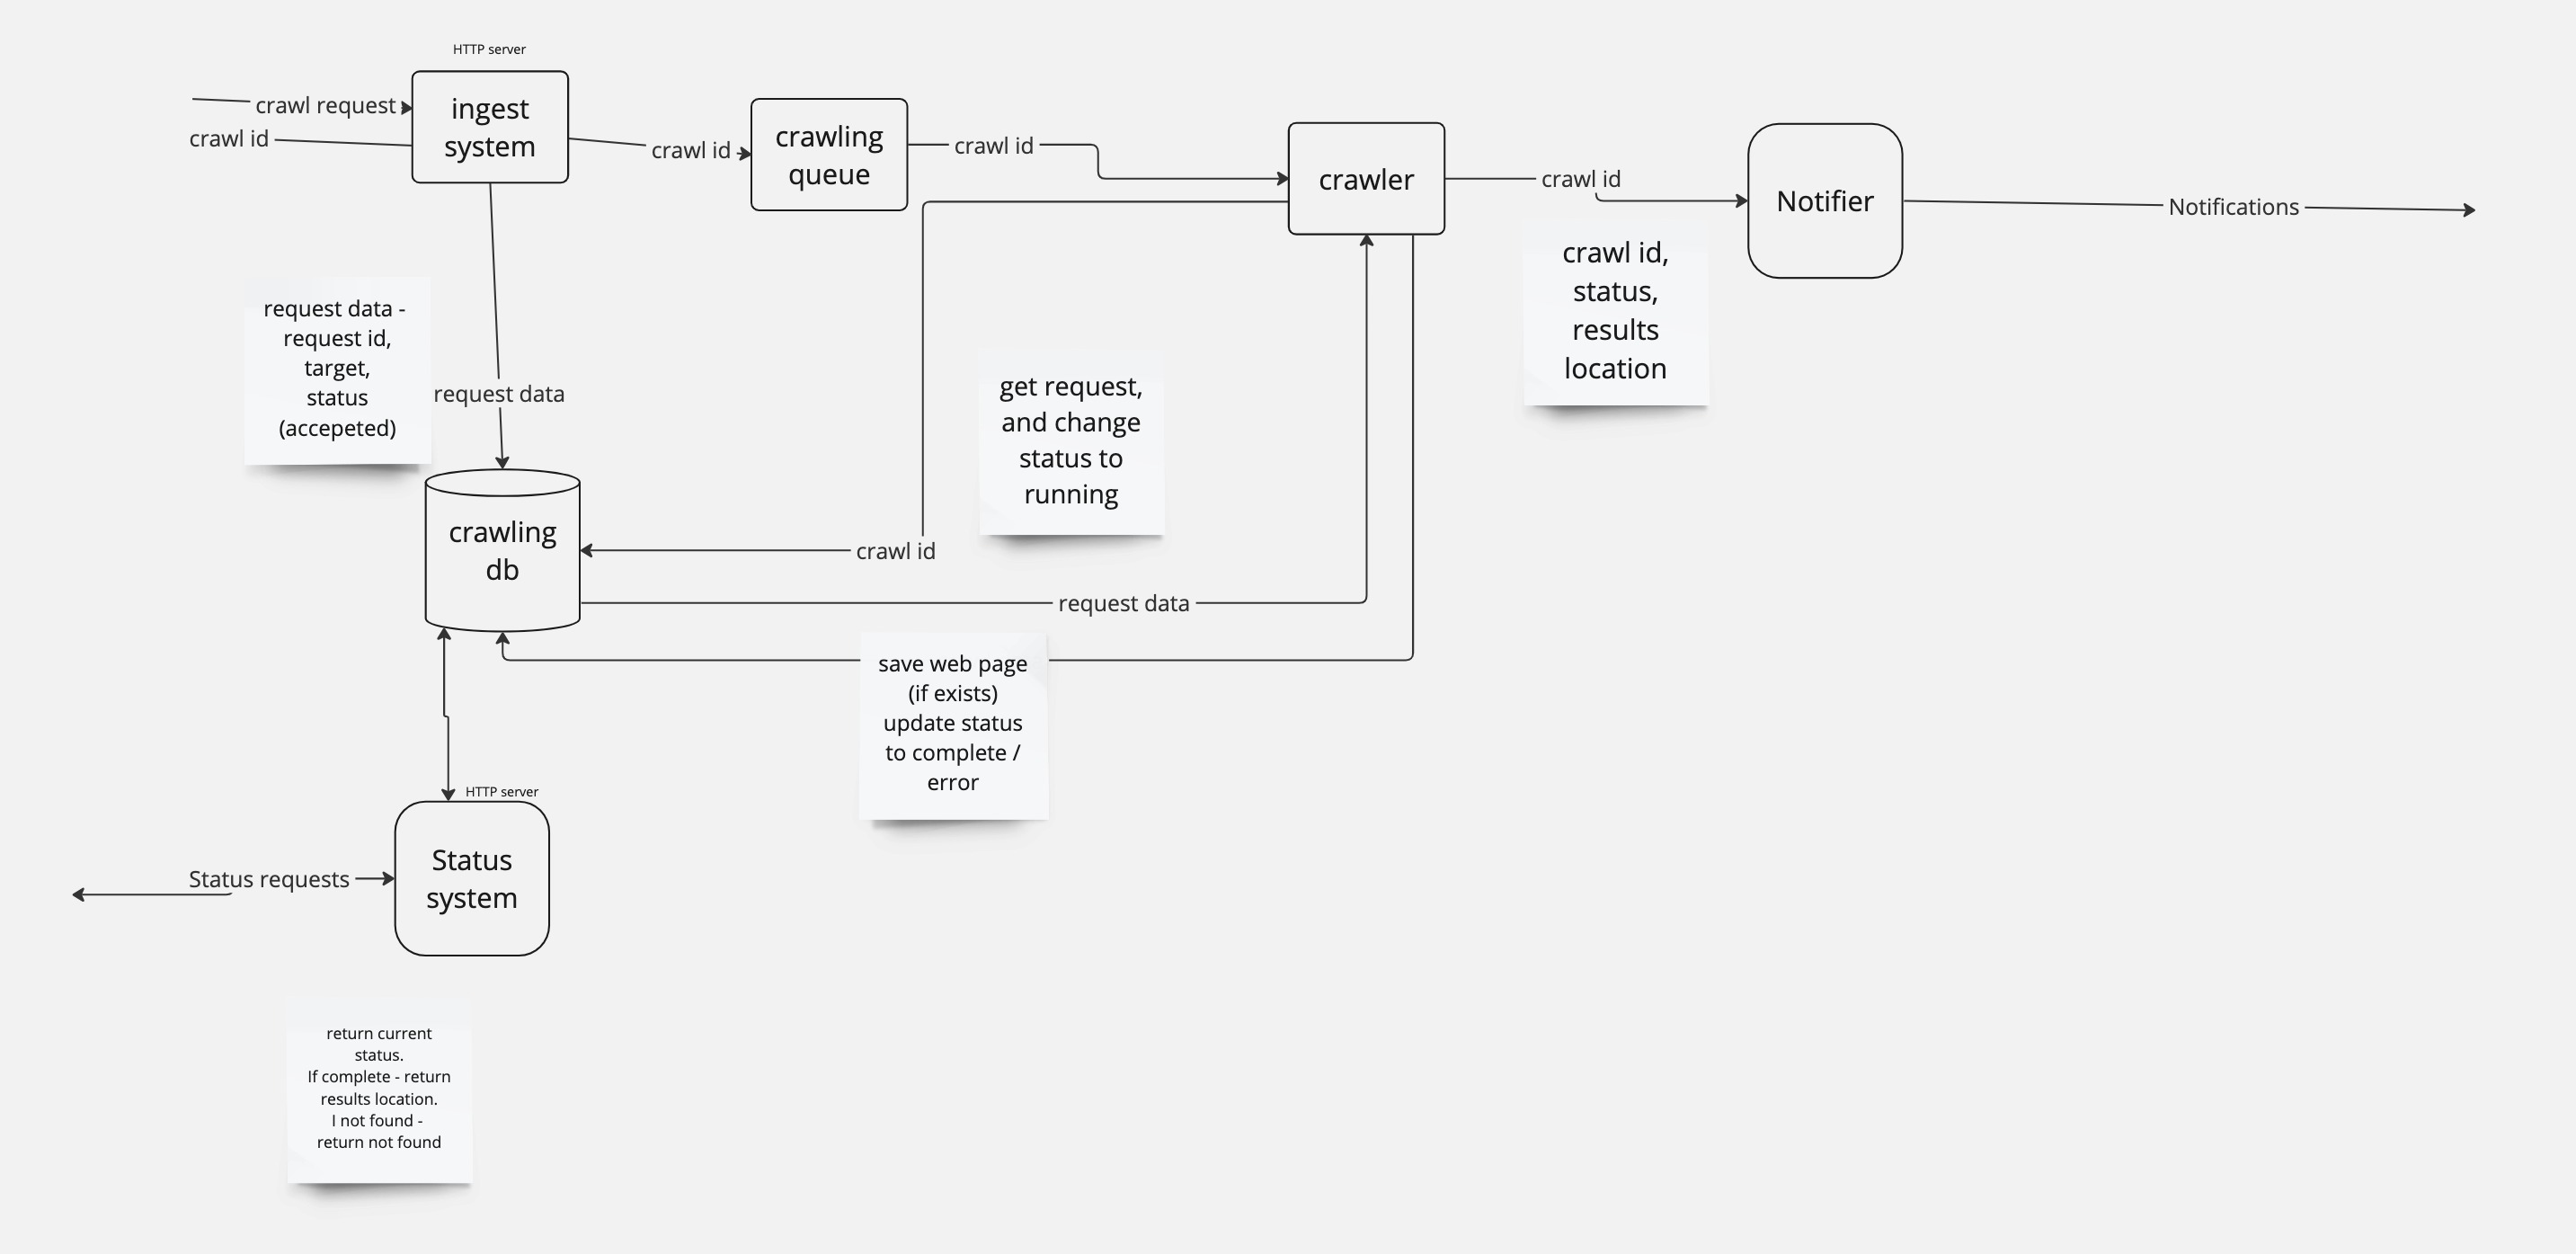 HTTP server
crawl request
crawl id
ingest
system
crawl id
crawling
queue
crawl id
crawler
crawl id
Notifier
Notifications
crawl id,
status,
results
location
request data -
request id,
target,
status
(accepeted)
request data
get request,
and change
status to
running
crawling
db
crawl id
request data
save web page
(if exists)
update status
to complete /
error
HTTP server
Status
system
Status requests
return current
status.
If complete - return
results location.
I not found -
return not found